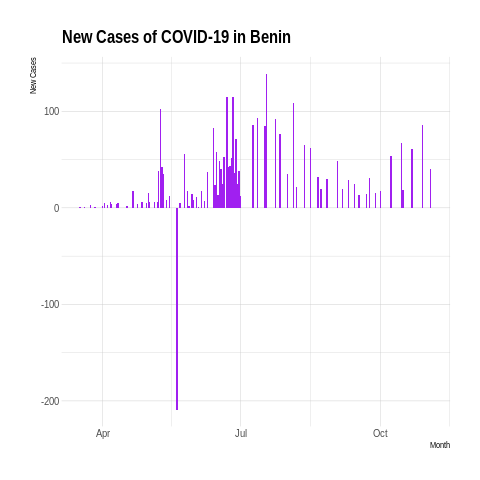 New Cases of COVID-19 in Benin
New Cases
100
0
-100
-200
Apr Jul Oct
Month